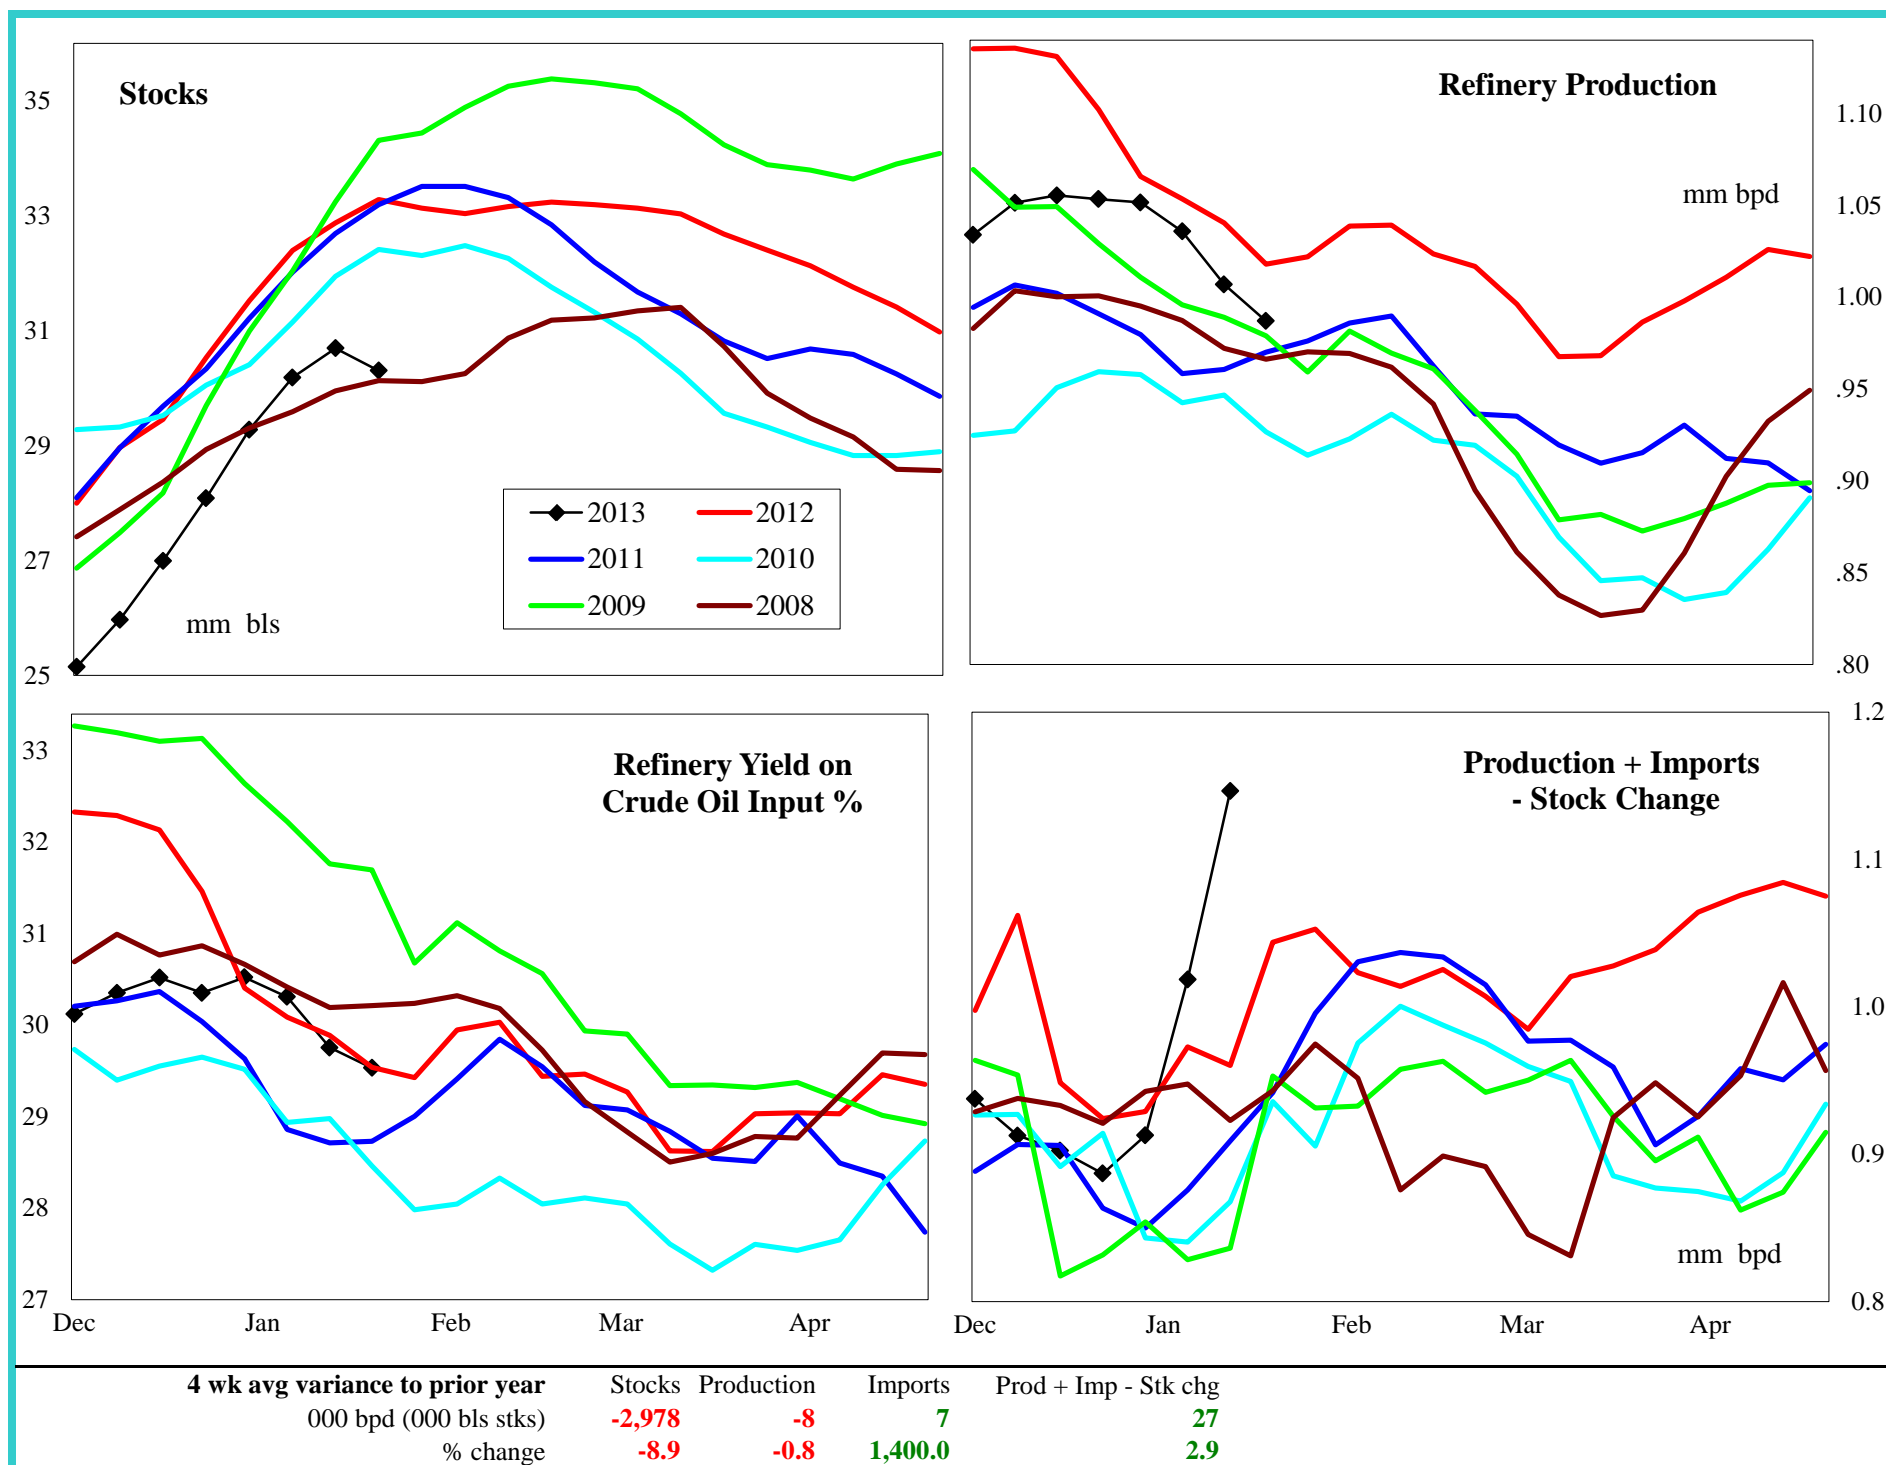 Stocks
35
33
31
29
27
25
mm bls
2013 2012
2011 2010
2009 2008
Refinery Production
mm bpd
1.10
1.05
1.00
.95
.90
.85
.80
Refinery Yield on
Crude Oil Input %
33
32
31
30
29
28
27
Dec Jan Feb Mar Apr
Production + Imports
- Stock Change
mm bpd
1.2
1.1
1.0
0.9
0.8
Dec Jan Feb Mar Apr
4 wk avg variance to prior year Stocks Production Imports Prod + Imp - Stk chg
000 bpd (000 bls stks) -2,978 -8 7 27
% change -8.9 -0.8 1,400.0 2.9